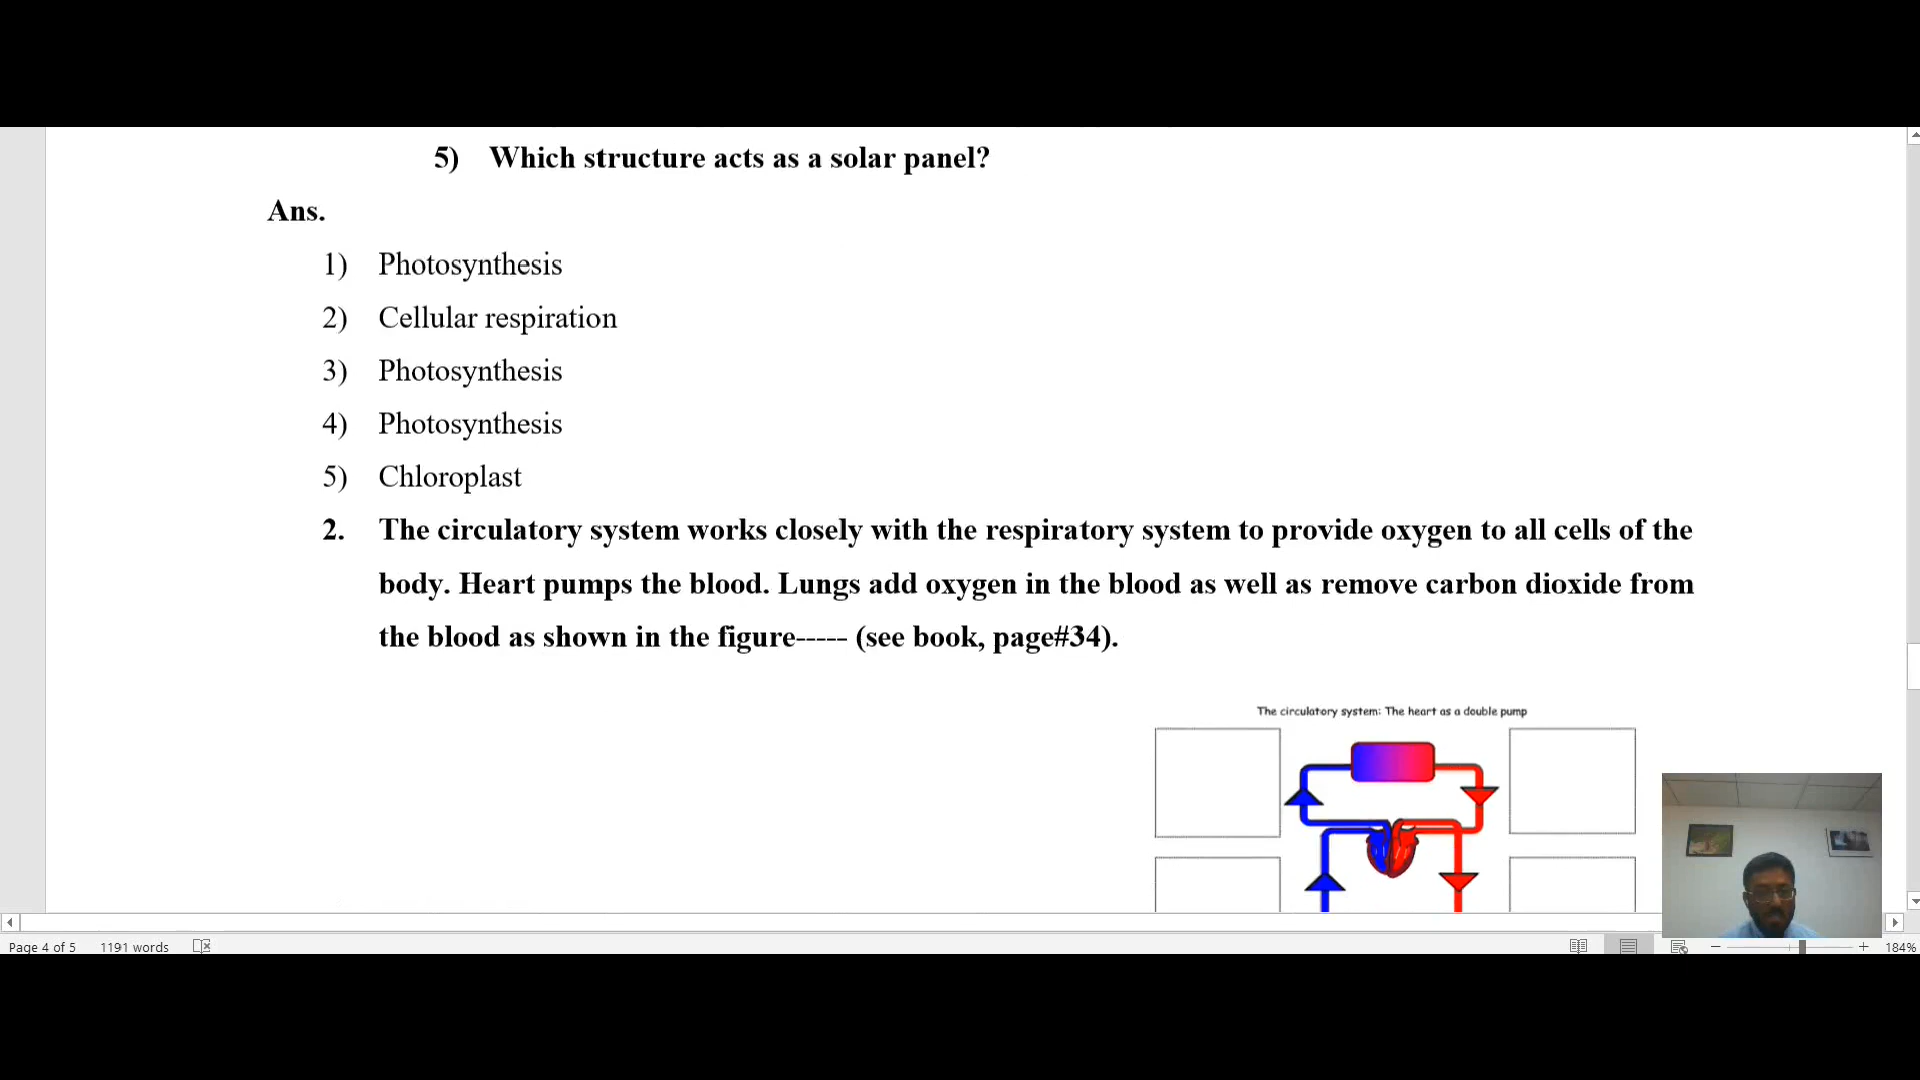 5) Which structure acts as a solar panel?
Ans.
1) Photosynthesis
2) Cellular respiration
3) Photosynthesis
4) Photosynthesis
5) Chloroplast
2. The circulatory system works closely with the respiratory system to provide oxygen to all cells of the
body. Heart pumps the blood. Lungs add oxygen in the blood as well as remove carbon dioxide from
the blood as shown in the figure----- (see book, page#34).
The circulatory system: The heart as a double pump
Page 4 of 5 1191 words
184%